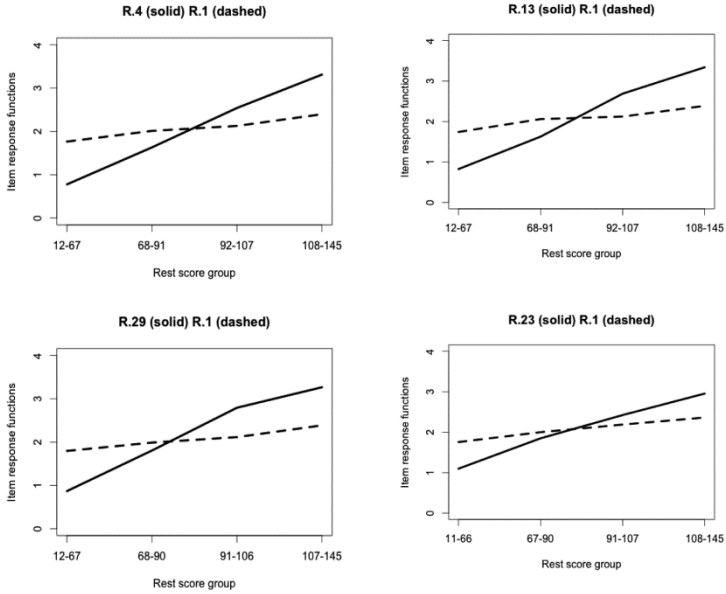 R.4 (solid) R.1 (dashed)
Item response functions
4
3
2
1
0
12-67 68-91 92-107 108-145
Rest score group
R.13 (solid) R.1 (dashed)
Item response functions
4
3
2
1
0
12-67 68-91 92-107 108-145
Rest score group
R.29 (solid) R.1 (dashed)
Item response functions
4
3
2
1
0
12-67 68-90 91-106 107-145
Rest score group
R.23 (solid) R.1 (dashed)
Item response functions
4
3
2
1
0
11-66 67-90 91-107 108-145
Rest score group